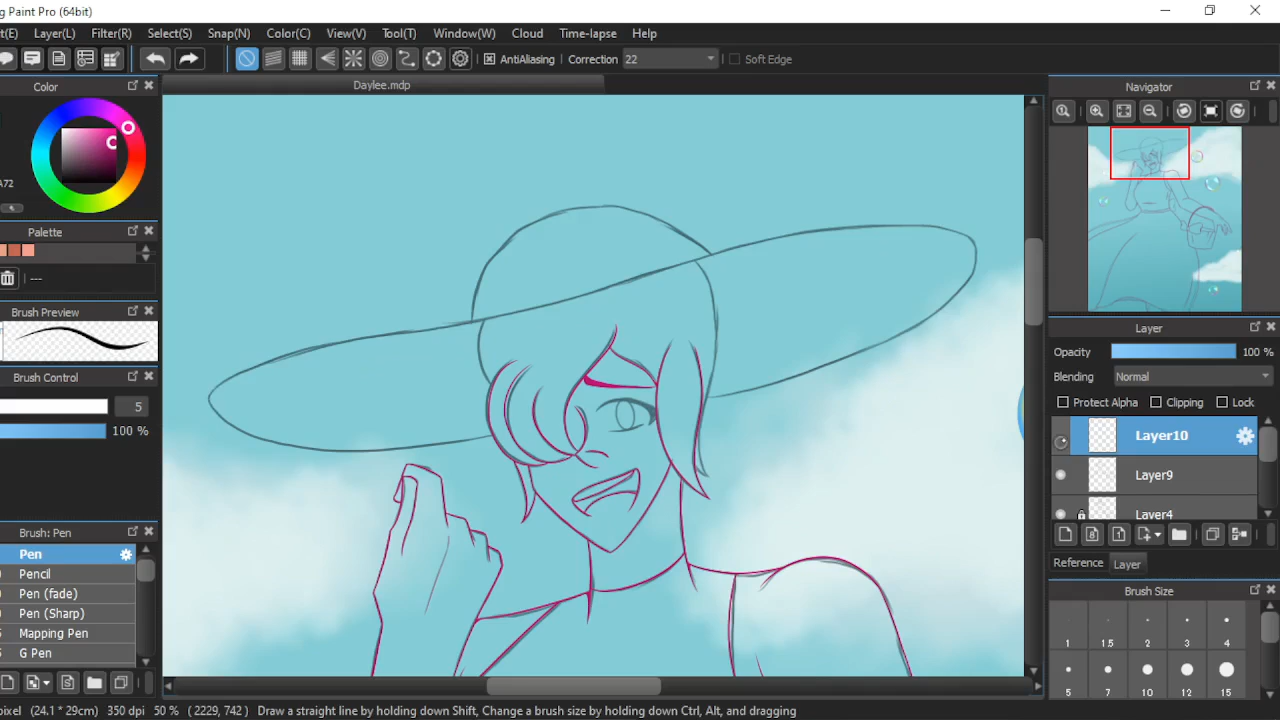 g Paint Pro (64bit)
t(E) Layer(L) Filter(R) Select(S) Snap(N) Color(C) View(V) Tool(T) Window(W) Cloud Time-lapse Help
AntiAliasing Correction 22 Soft Edge
Color
Daylee.mdp
Navigator
A72
Palette
---
Brush Preview
Brush Control
5
100 %
Layer
Opacity 100 %
Blending Normal
Protect Alpha Clipping Lock
Layer10
Layer9
Layer4
Brush: Pen
Pen
Pencil
Pen (fade)
Pen (Sharp)
Mapping Pen
G Pen
Reference Layer
Brush Size
1 1.5 2 3 4
5 7 10 12 15
pixel (24.1 * 29cm) 350 dpi 50 % ( 2229, 742 ) Draw a straight line by holding down Shift, Change a brush size by holding down Ctrl, Alt, and dragging